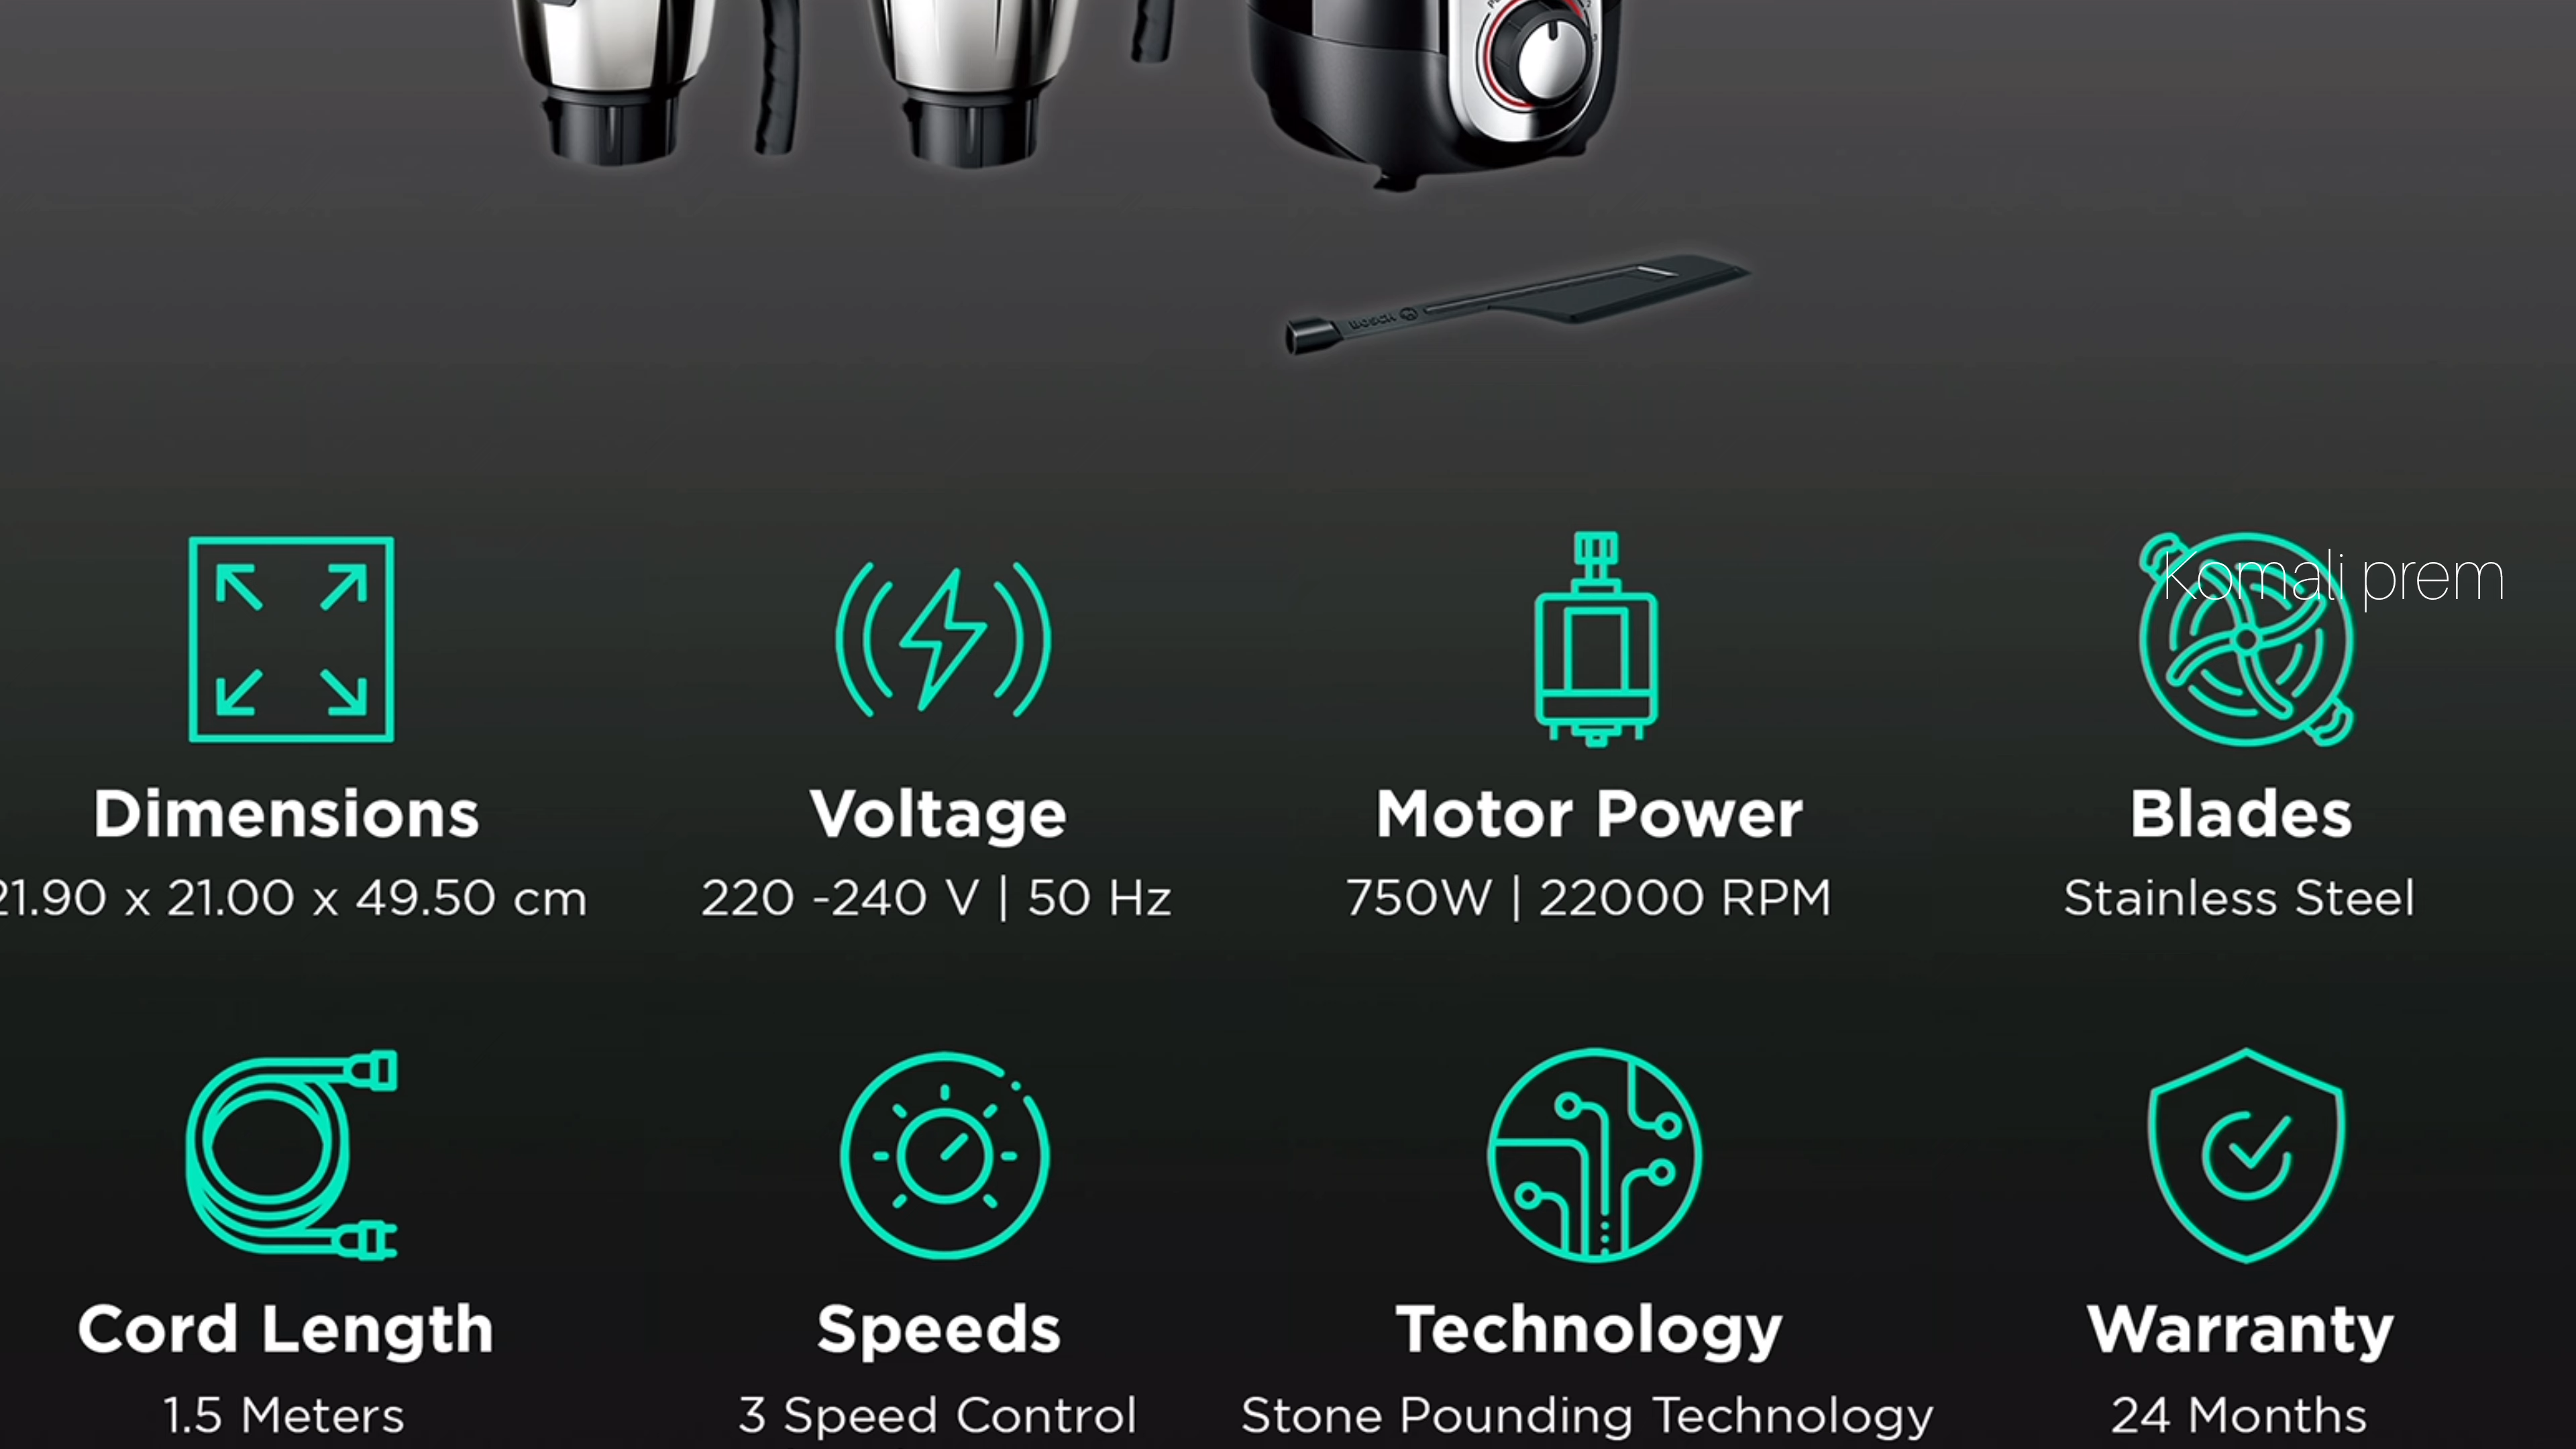 BOSCH
Komali prem
Dimensions
Voltage
Motor Power
Blades
21.90 x 21.00 x 49.50 cm
220 -240 V | 50 Hz
750W | 22000 RPM
Stainless Steel
Cord Length
Speeds
Technology
Warranty
1.5 Meters
3 Speed Control
Stone Pounding Technology
24 Months